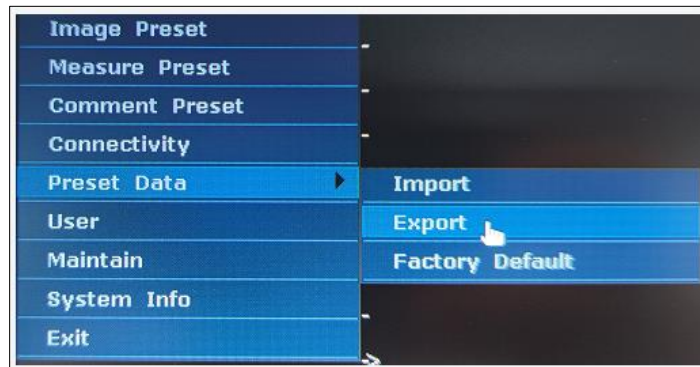 Image Preset
Measure Preset
Comment Preset
Connectivity
Preset Data
Import
User
Export
Maintain
Factory Default
System Info
Exit